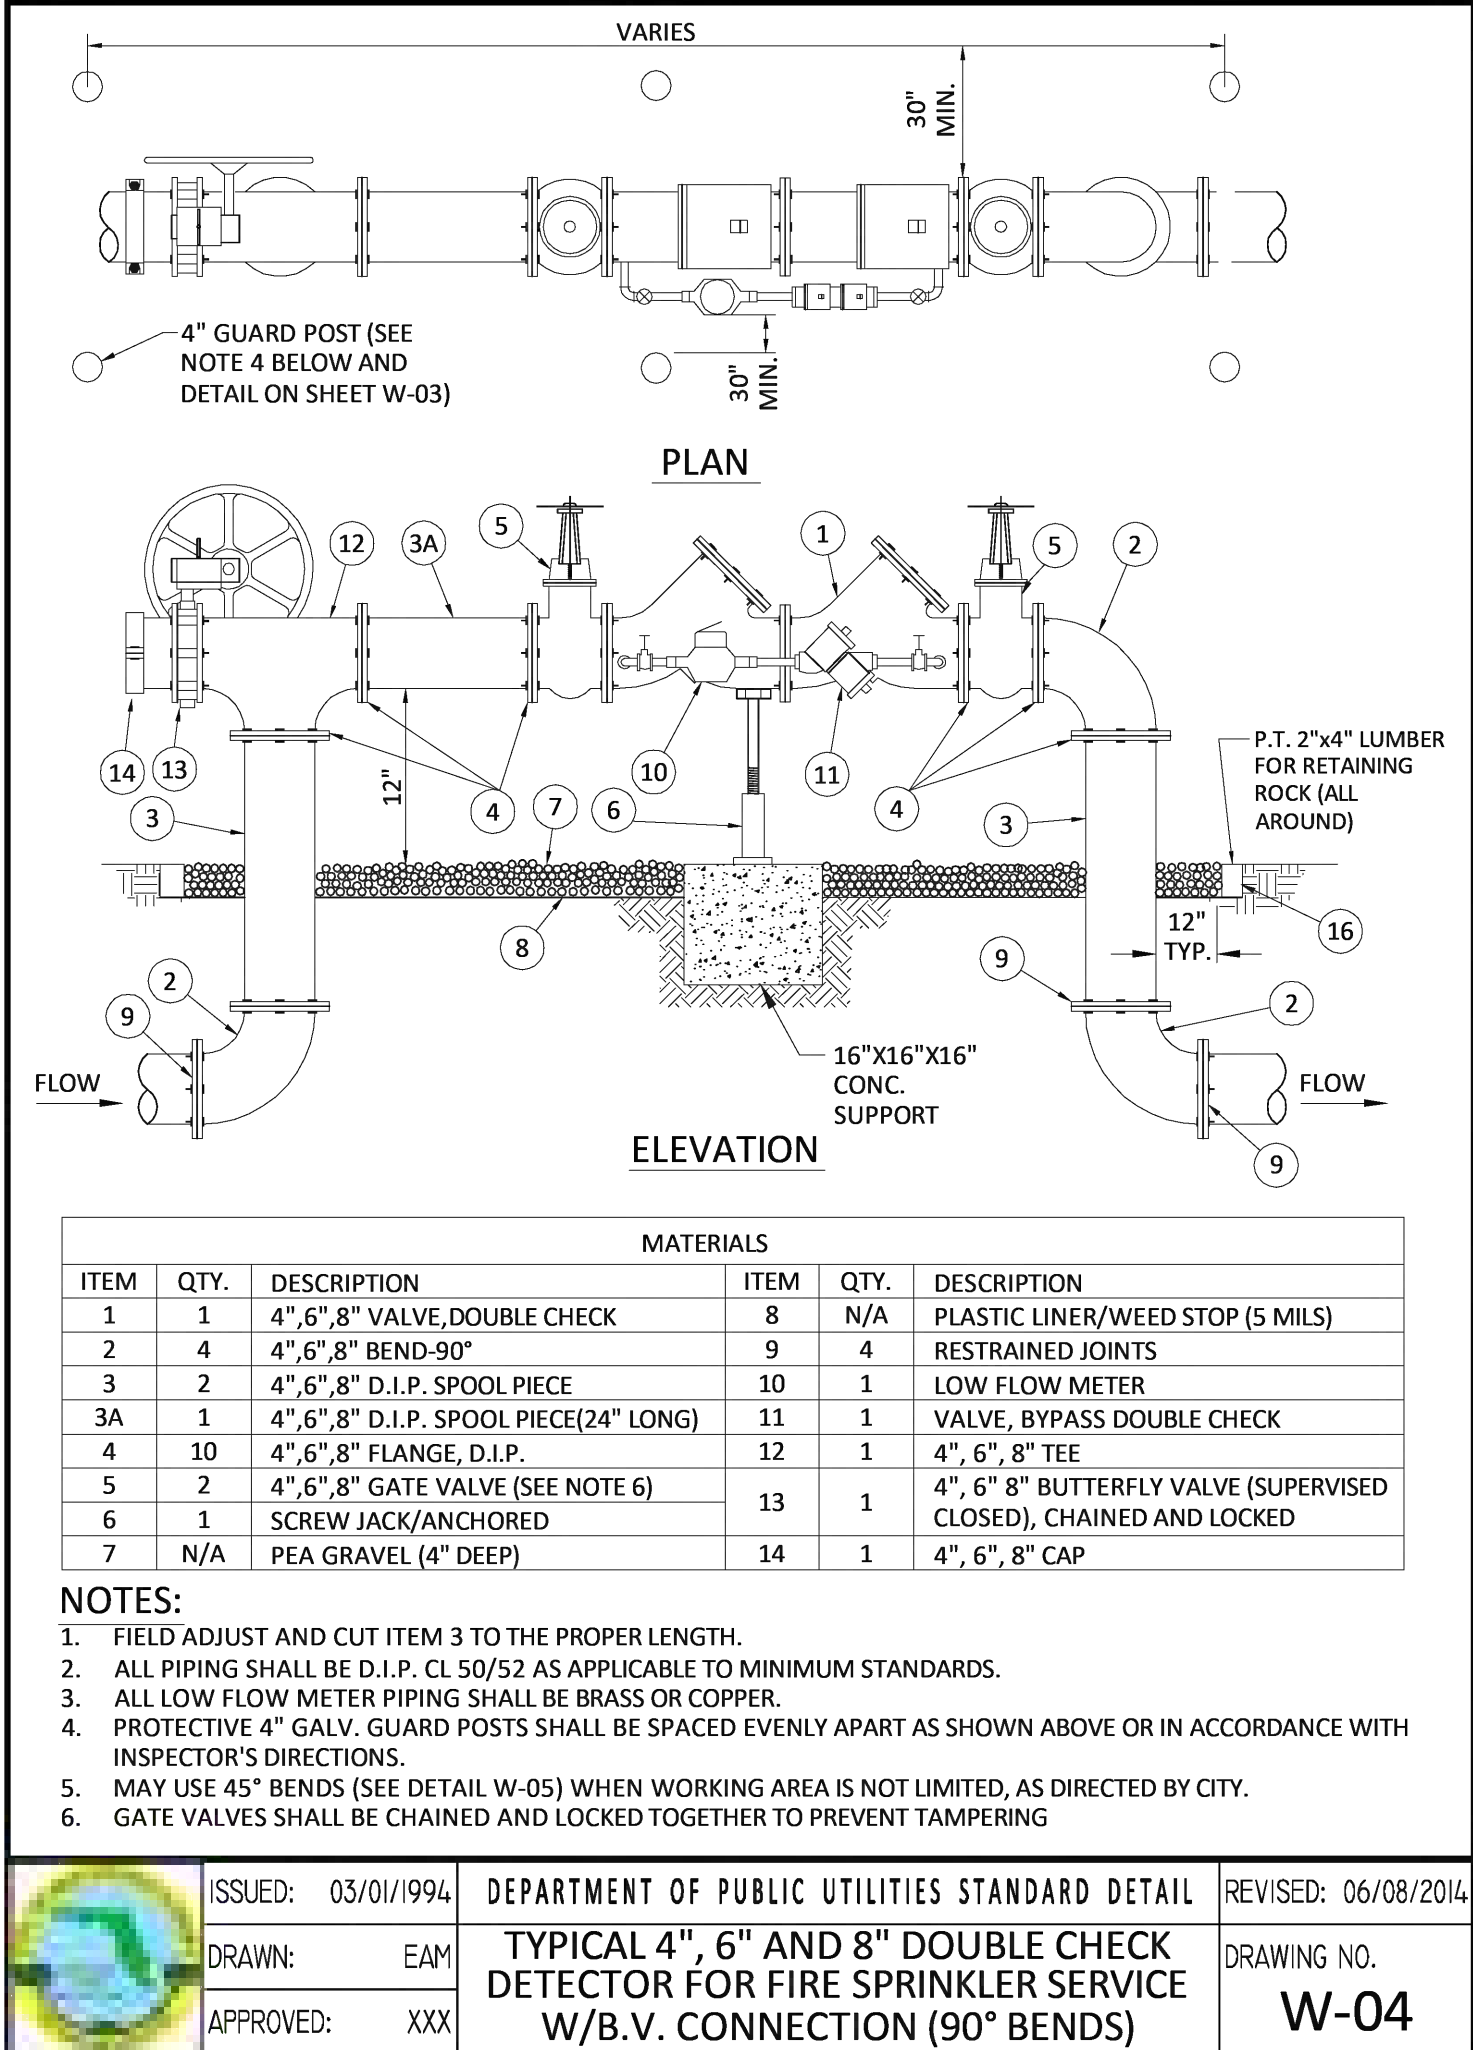 VARIES
30" MIN.
4" GUARD POST (SEE
NOTE 4 BELOW AND
DETAIL ON SHEET W-03)
30" MIN.
PLAN
12
3A
5
1
5
2
14
13
12"
4
7
6
10
11
4
3
3
P.T. 2"x4" LUMBER
FOR RETAINING
ROCK (ALL
AROUND)
8
12"
TYP.
16
2
9
9
2
FLOW
16"X16"X16"
CONC.
SUPPORT
FLOW
9
ELEVATION
MATERIALS
ITEM QTY. DESCRIPTION ITEM QTY. DESCRIPTION
1 1 4",6",8" VALVE,DOUBLE CHECK 8 N/A PLASTIC LINER/WEED STOP (5 MILS)
2 4 4",6",8" BEND-90° 9 4 RESTRAINED JOINTS
3 2 4",6",8" D.I.P. SPOOL PIECE 10 1 LOW FLOW METER
3A 1 4",6",8" D.I.P. SPOOL PIECE(24" LONG) 11 1 VALVE, BYPASS DOUBLE CHECK
4 10 4",6",8" FLANGE, D.I.P. 12 1 4", 6", 8" TEE
5 2 4",6",8" GATE VALVE (SEE NOTE 6) 13 1 4", 6" 8" BUTTERFLY VALVE (SUPERVISED
6 1 SCREW JACK/ANCHORED CLOSED), CHAINED AND LOCKED
7 N/A PEA GRAVEL (4" DEEP) 14 1 4", 6", 8" CAP
NOTES:
1. FIELD ADJUST AND CUT ITEM 3 TO THE PROPER LENGTH.
2. ALL PIPING SHALL BE D.I.P. CL 50/52 AS APPLICABLE TO MINIMUM STANDARDS.
3. ALL LOW FLOW METER PIPING SHALL BE BRASS OR COPPER.
4. PROTECTIVE 4" GALV. GUARD POSTS SHALL BE SPACED EVENLY APART AS SHOWN ABOVE OR IN ACCORDANCE WITH
INSPECTOR'S DIRECTIONS.
5. MAY USE 45° BENDS (SEE DETAIL W-05) WHEN WORKING AREA IS NOT LIMITED, AS DIRECTED BY CITY.
6. GATE VALVES SHALL BE CHAINED AND LOCKED TOGETHER TO PREVENT TAMPERING
ISSUED: 03/01/1994
DRAWN: EAM
APPROVED: XXX
DEPARTMENT OF PUBLIC UTILITIES STANDARD DETAIL
TYPICAL 4", 6" AND 8" DOUBLE CHECK
DETECTOR FOR FIRE SPRINKLER SERVICE
W/B.V. CONNECTION (90° BENDS)
REVISED: 06/08/2014
DRAWING NO.
W-04